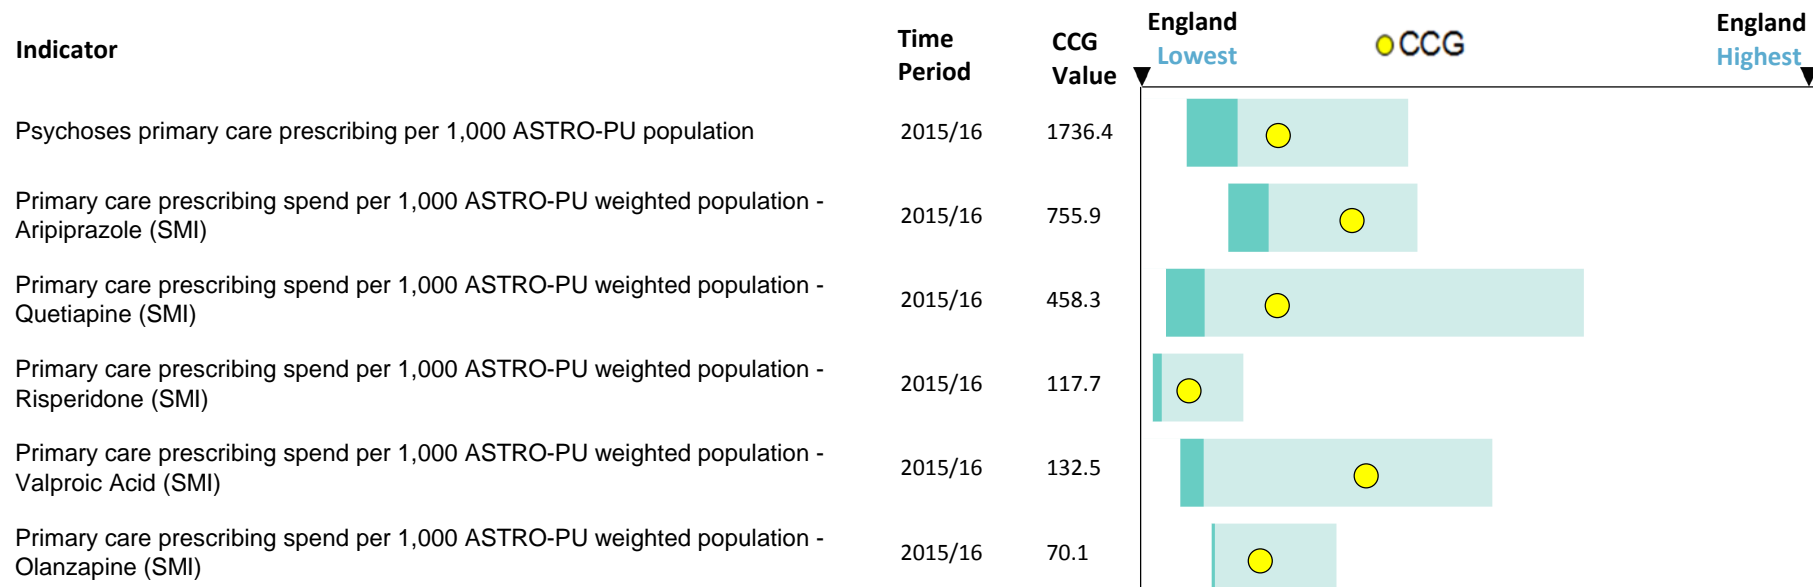 Indicator
Time
Period
CCG
Value
England
Lowest
CCG
England
Highest
Psychoses primary care prescribing per 1,000 ASTRO-PU population
2015/16
1736.4
Primary care prescribing spend per 1,000 ASTRO-PU weighted population -
Aripiprazole (SMI)
2015/16
755.9
Primary care prescribing spend per 1,000 ASTRO-PU weighted population -
Quetiapine (SMI)
2015/16
458.3
Primary care prescribing spend per 1,000 ASTRO-PU weighted population -
Risperidone (SMI)
2015/16
117.7
Primary care prescribing spend per 1,000 ASTRO-PU weighted population -
Valproic Acid (SMI)
2015/16
132.5
Primary care prescribing spend per 1,000 ASTRO-PU weighted population -
Olanzapine (SMI)
2015/16
70.1